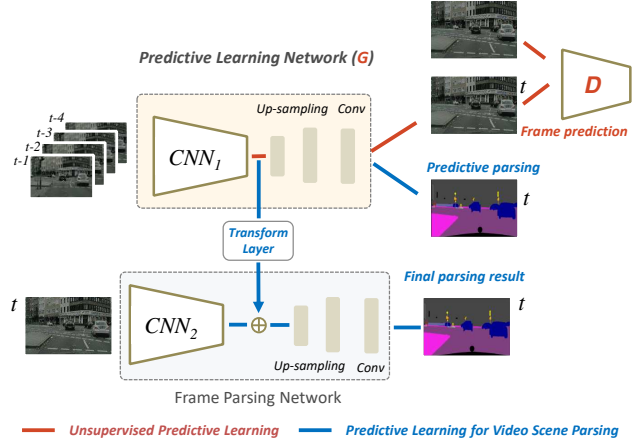 Predictive Learning Network (G)
t
D
Frame prediction
t-4
t-3
t-2
t-1
Up-sampling
Conv
CNN1
Predictive parsing
t
Transform
Layer
Final parsing result
t
t
CNN2
Up-sampling
Conv
Frame Parsing Network
Unsupervised Predictive Learning
Predictive Learning for Video Scene Parsing